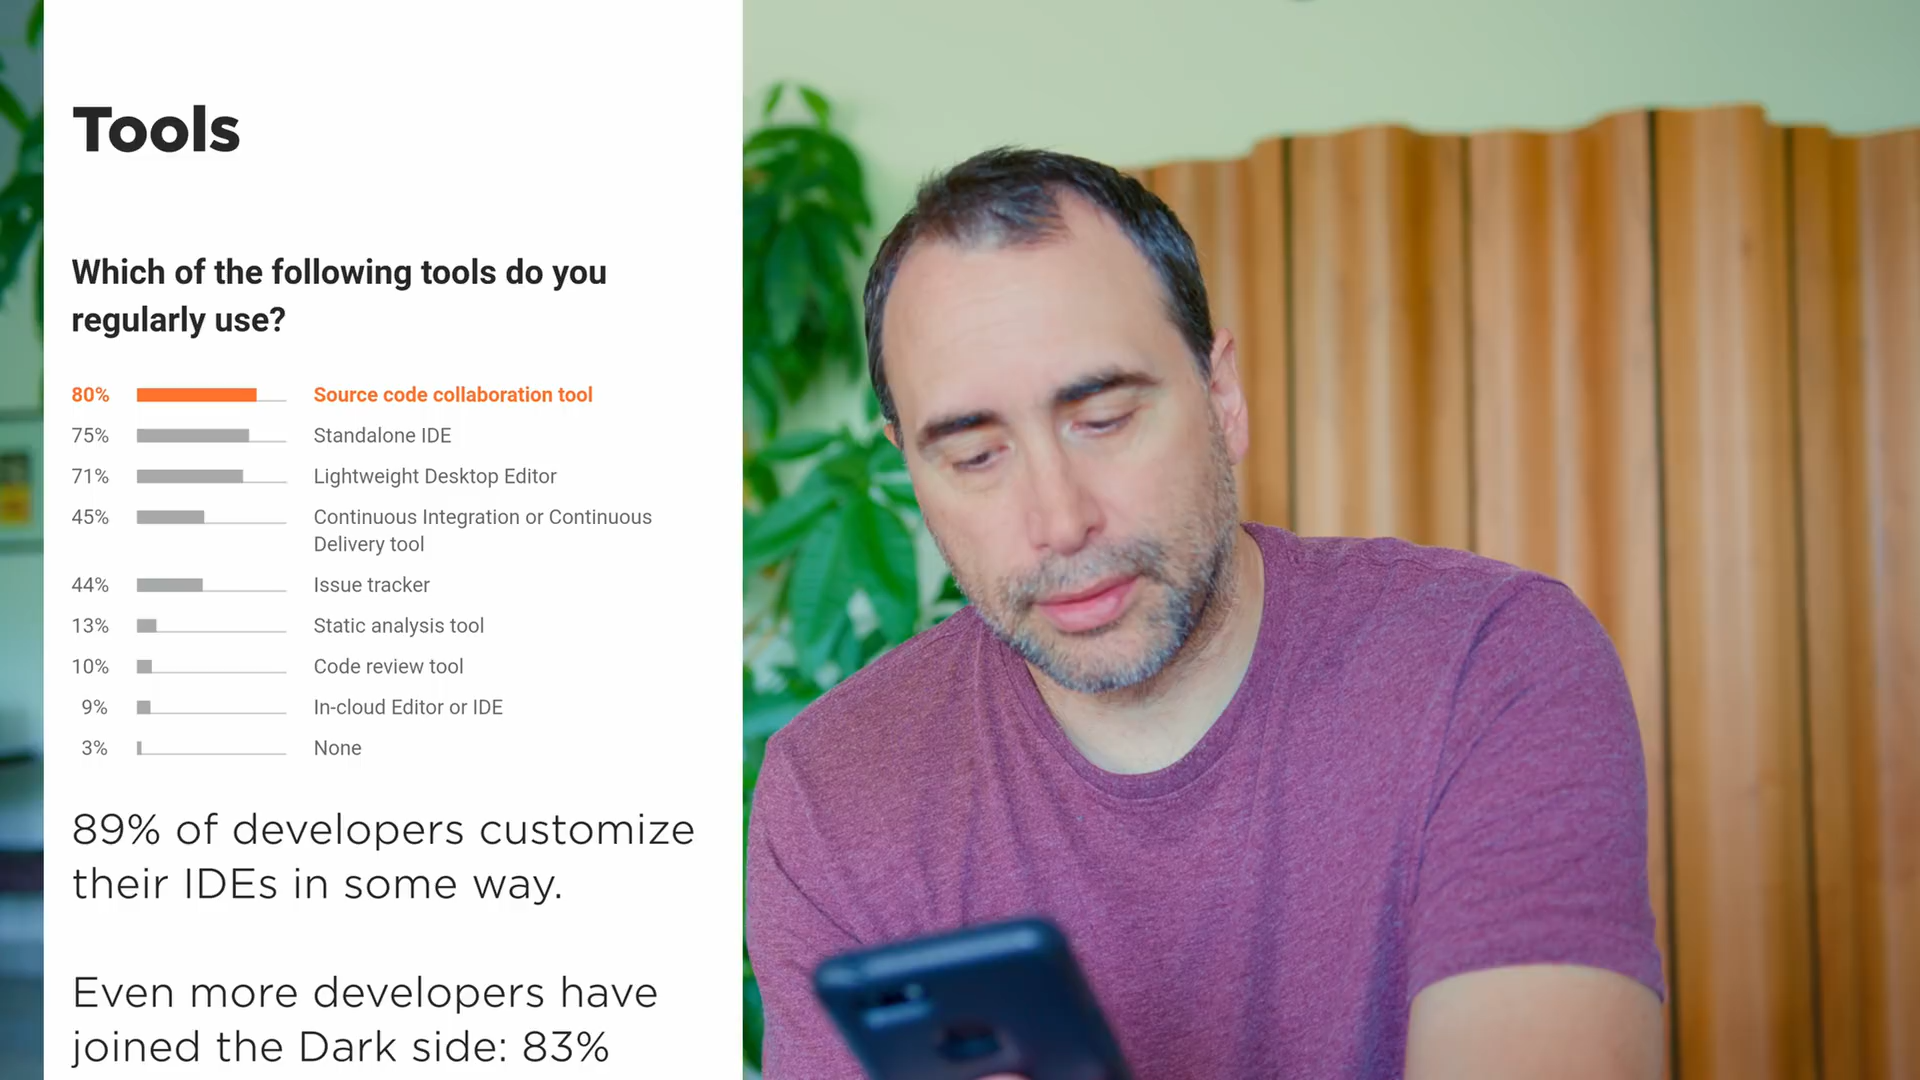 Tools
Which of the following tools do you
regularly use?
80% Source code collaboration tool
75% Standalone IDE
71% Lightweight Desktop Editor
45% Continuous Integration or Continuous
Delivery tool
44% Issue tracker
13% Static analysis tool
10% Code review tool
9% In-cloud Editor or IDE
3% None
89% of developers customize
their IDEs in some way.
Even more developers have
joined the Dark side: 83%